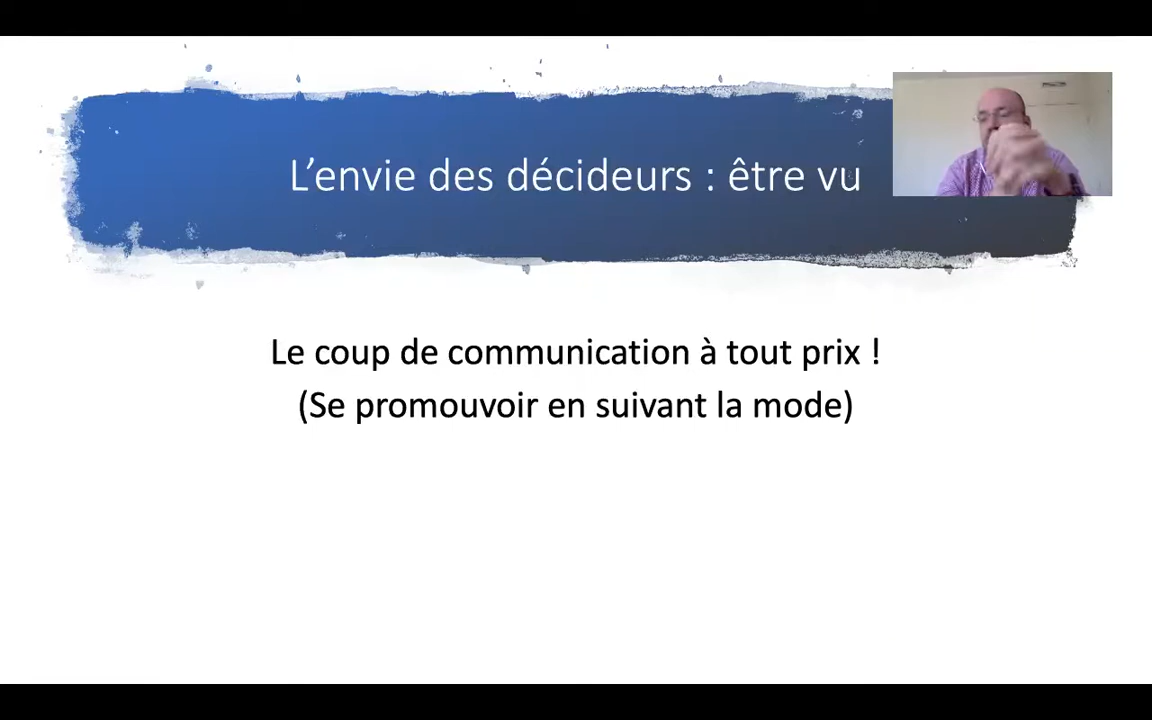 L’envie des décideurs : être vu
Le coup de communication à tout prix !
(Se promouvoir en suivant la mode)